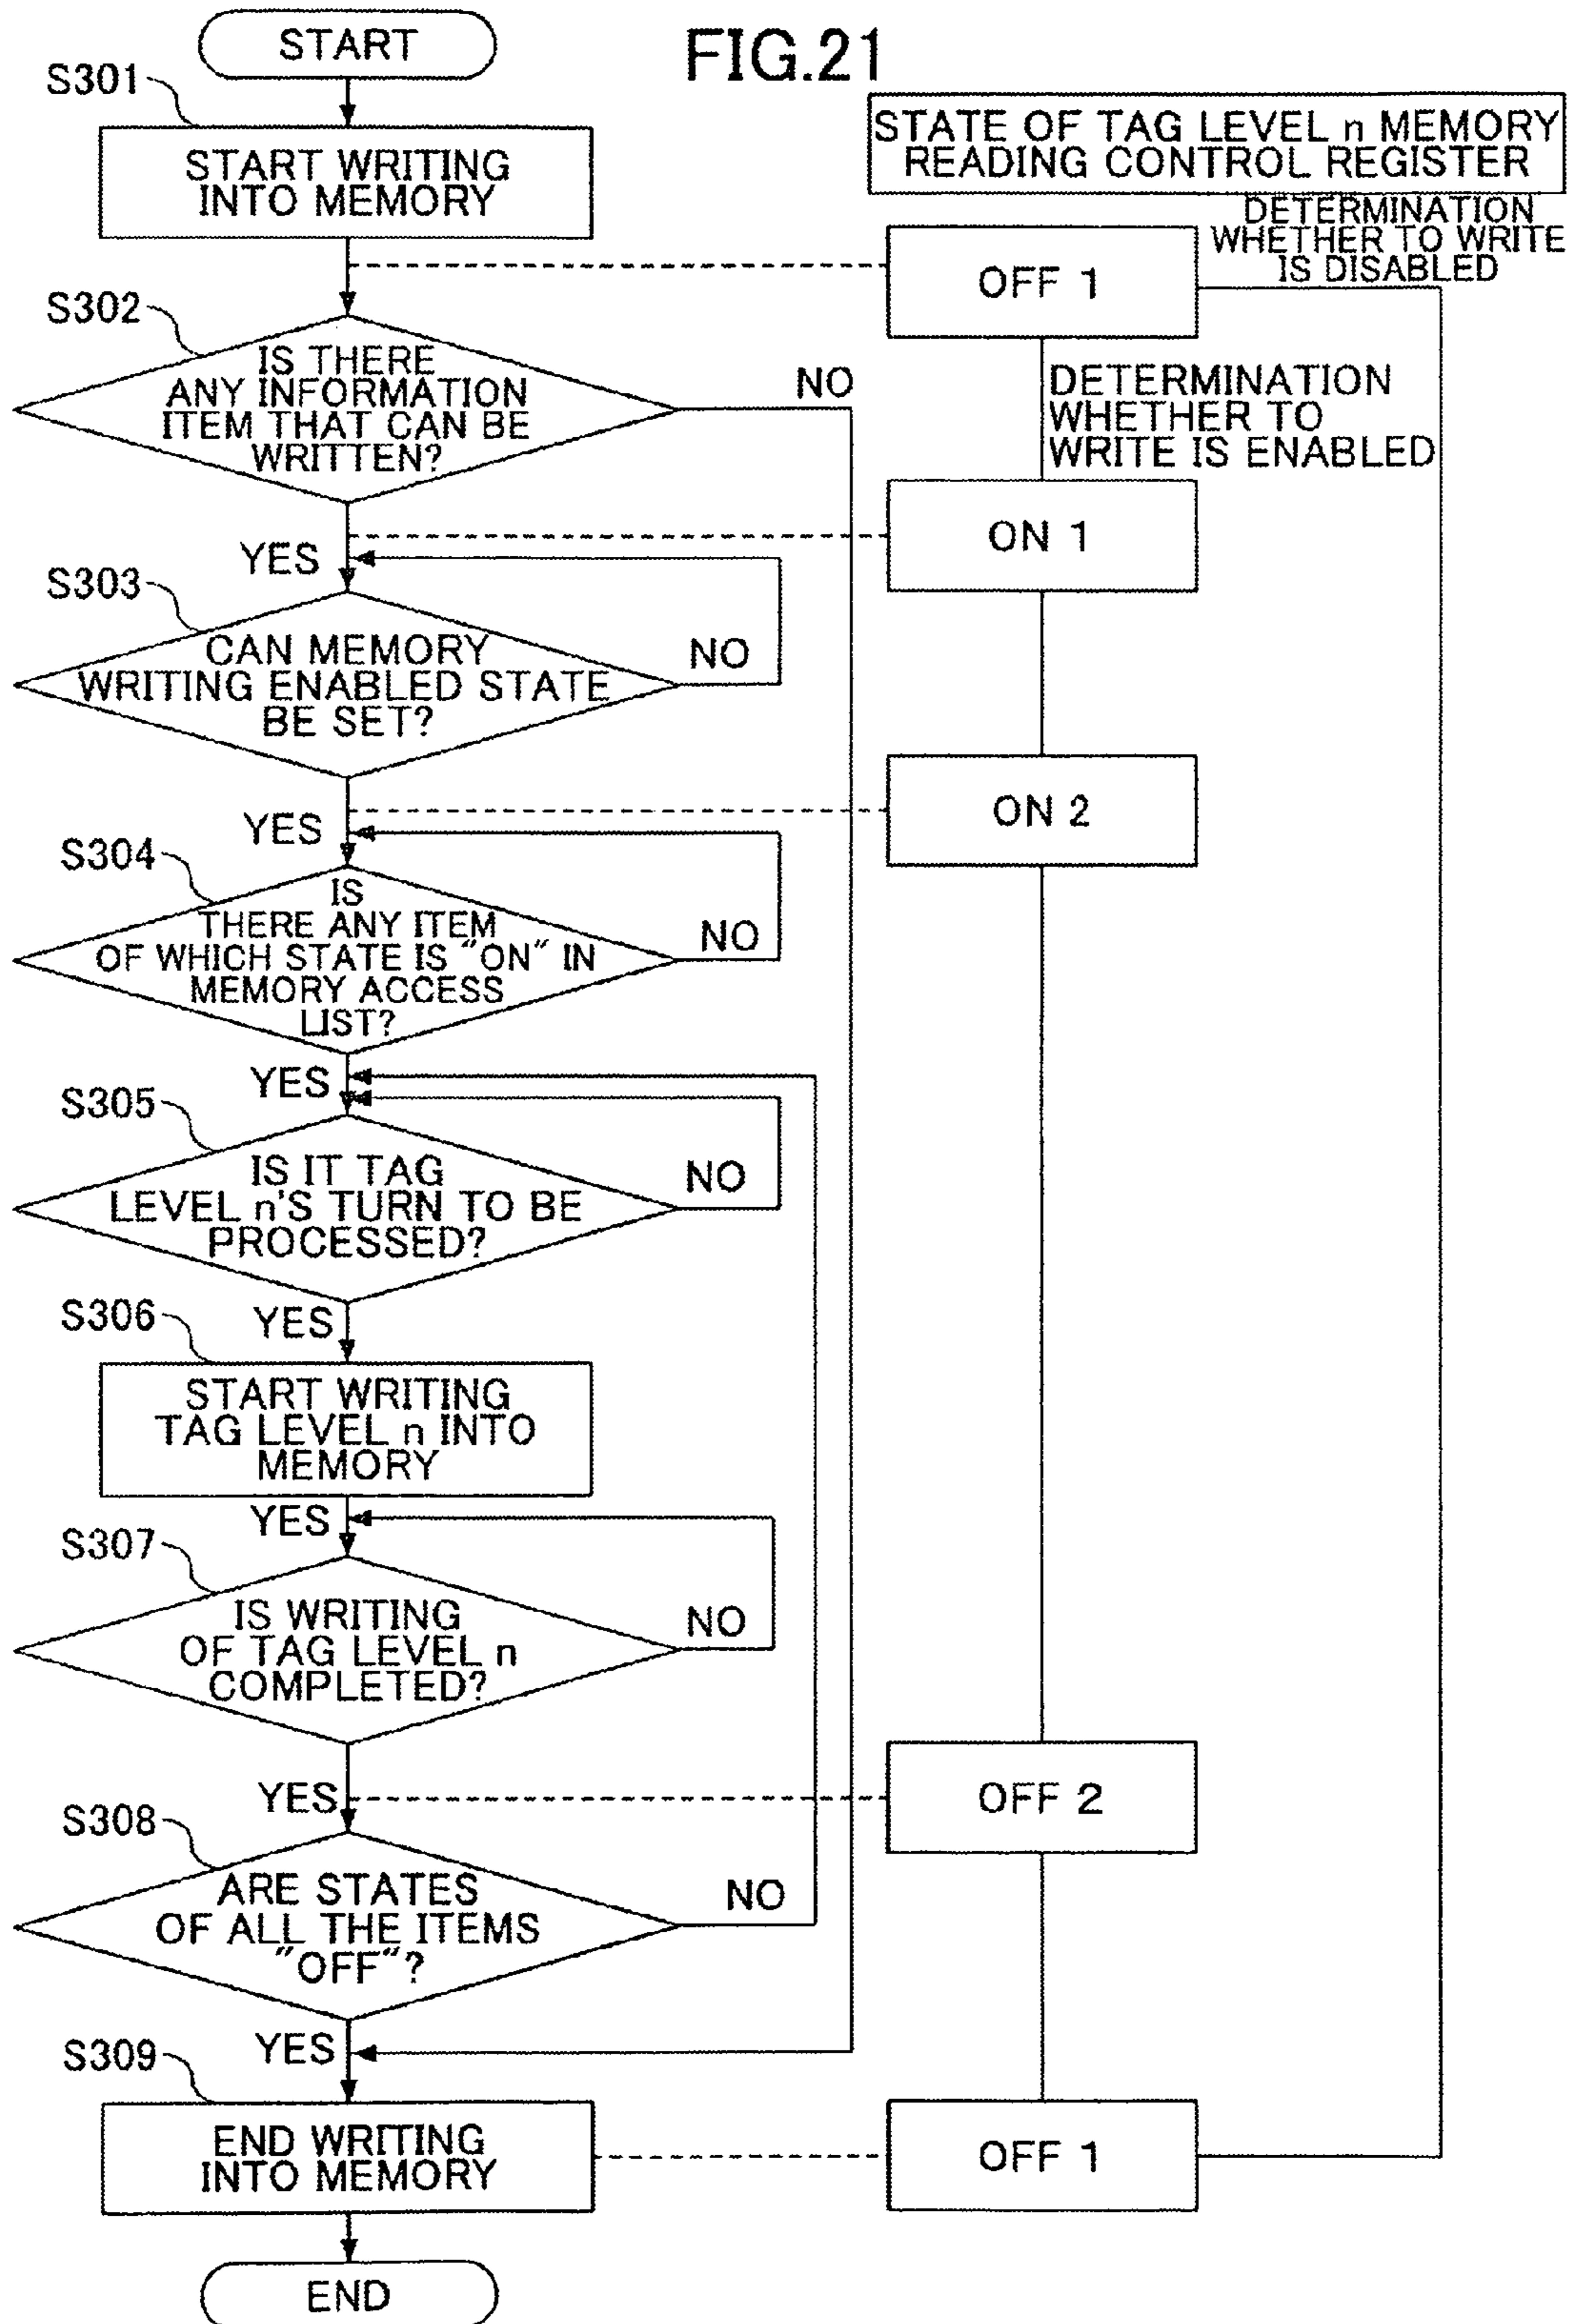 FIG.21
START
S301
START WRITING
INTO MEMORY
STATE OF TAG LEVEL n MEMORY
READING CONTROL REGISTER
OFF 1
DETERMINATION
WHETHER TO WRITE
IS DISABLED
S302
IS THERE
ANY INFORMATION
ITEM THAT CAN BE
WRITTEN?
NO
DETERMINATION
WHETHER TO
WRITE IS ENABLED
YES
ON 1
S303
CAN MEMORY
WRITING ENABLED STATE
BE SET?
NO
YES
ON 2
S304
IS
THERE ANY ITEM
OF WHICH STATE IS "ON" IN
MEMORY ACCESS
LIST?
NO
YES
S305
IS IT TAG
LEVEL n'S TURN TO BE
PROCESSED?
NO
YES
S306
START WRITING
TAG LEVEL n INTO
MEMORY
YES
S307
IS WRITING
OF TAG LEVEL n
COMPLETED?
NO
YES
OFF 2
S308
ARE STATES
OF ALL THE ITEMS
"OFF"?
NO
YES
S309
END WRITING
INTO MEMORY
OFF 1
END